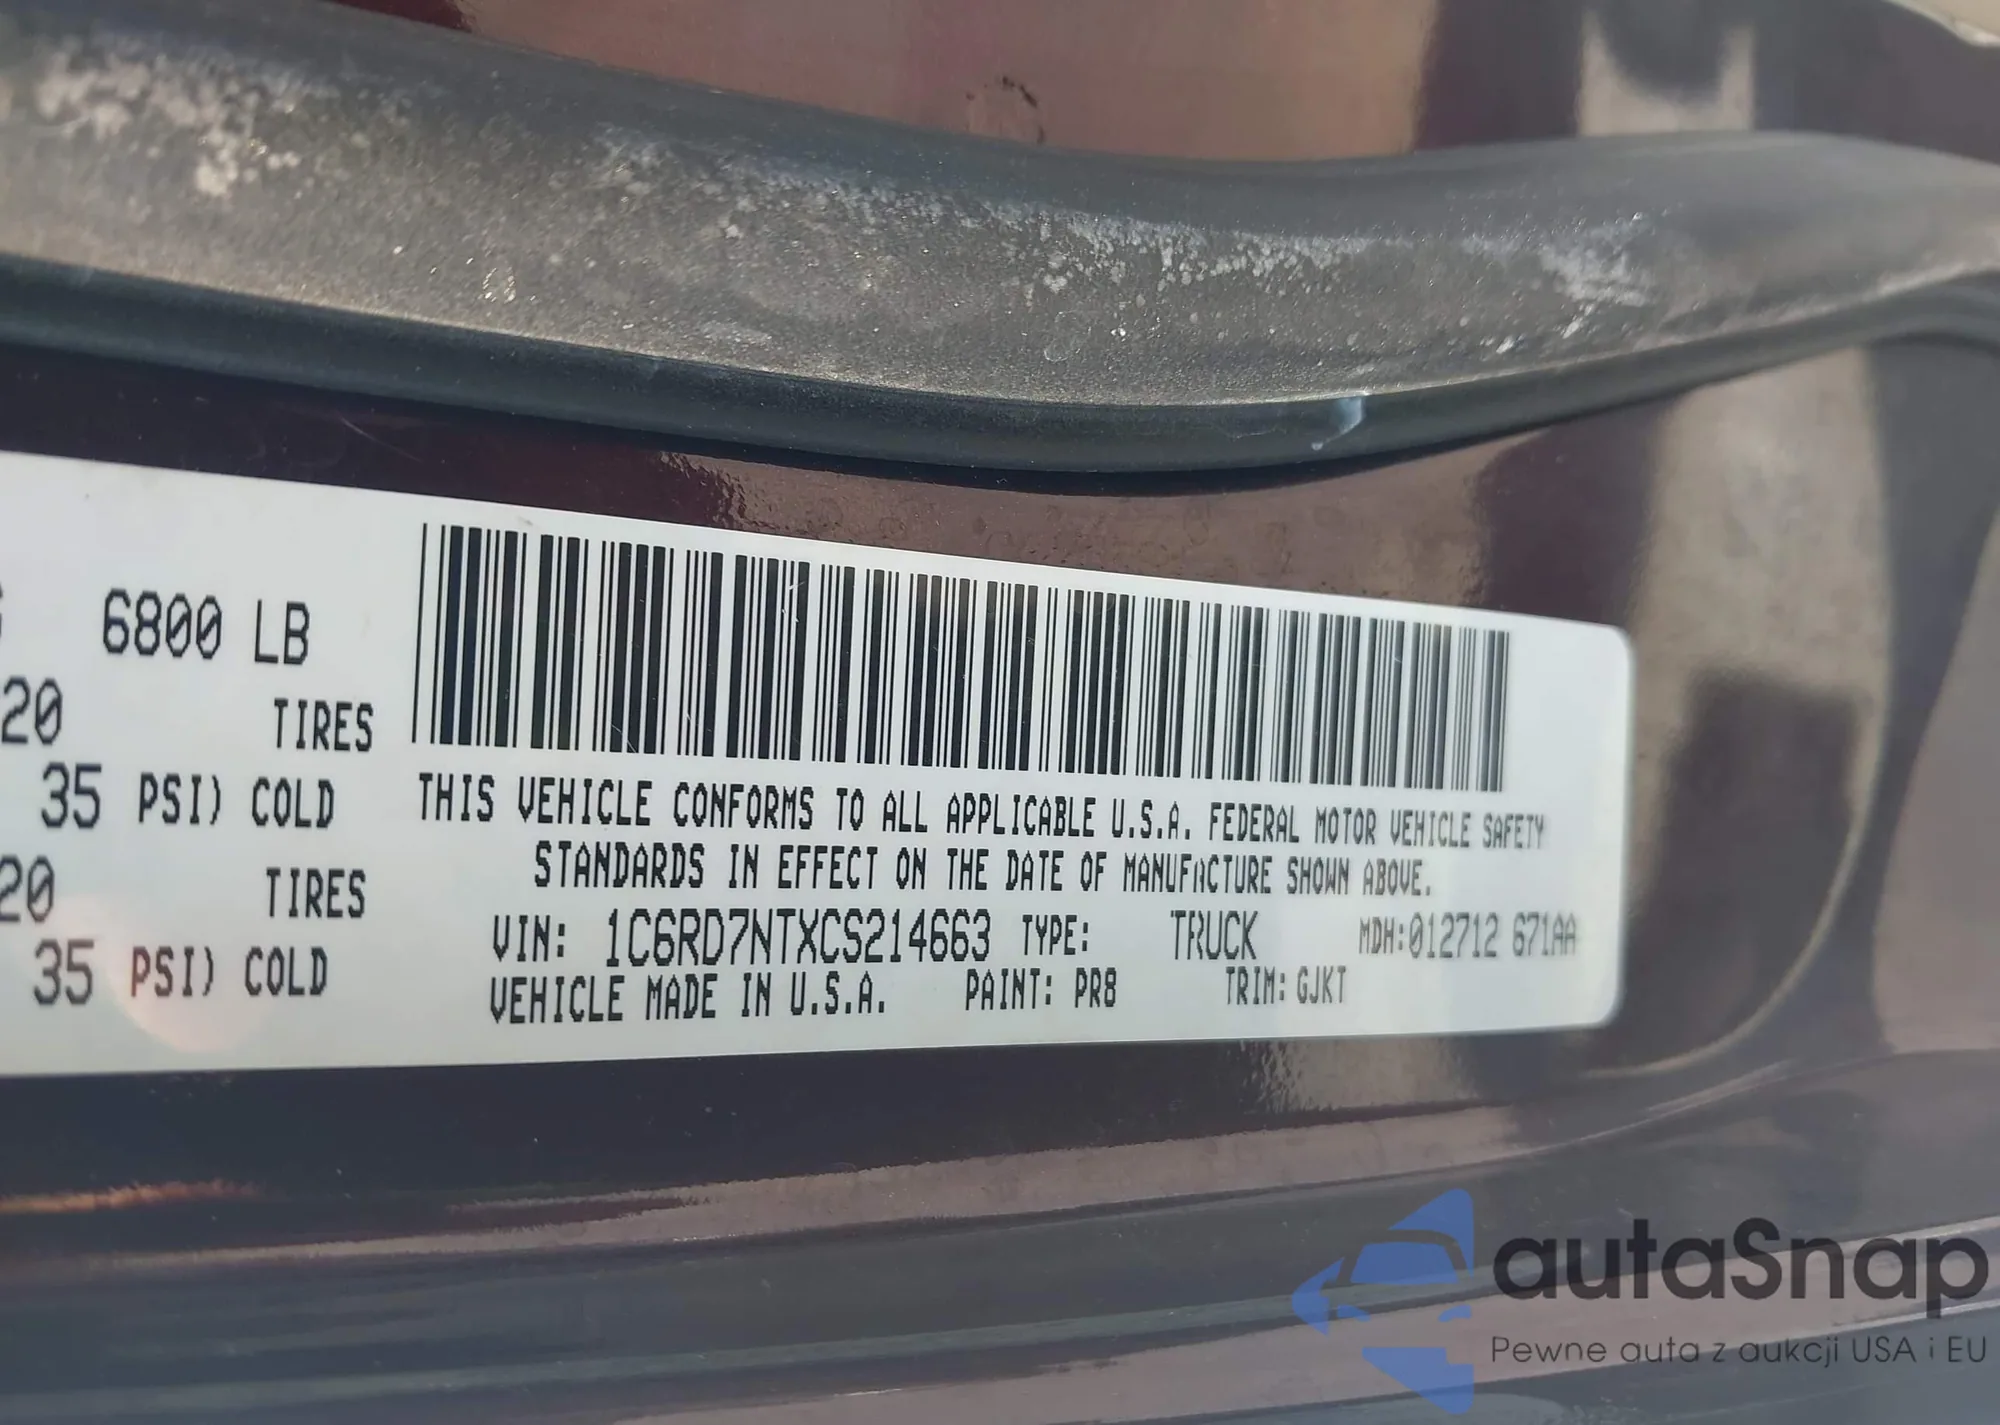 6800 LB
20 TIRES
35 PSI) COLD
20 TIRES
35 PSI) COLD
THIS VEHICLE CONFORMS TO ALL APPLICABLE U.S.A. FEDERAL MOTOR VEHICLE SAFETY
STANDARDS IN EFFECT ON THE DATE OF MANUFACTURE SHOWN ABOVE.
VIN: 1C6RD7NTXCS214663 TYPE: TRUCK MDH:012712 671AA
VEHICLE MADE IN U.S.A. PAINT: PR8 TRIM: GJKT
autaSnap
Pewne auta z aukcji USA i EU